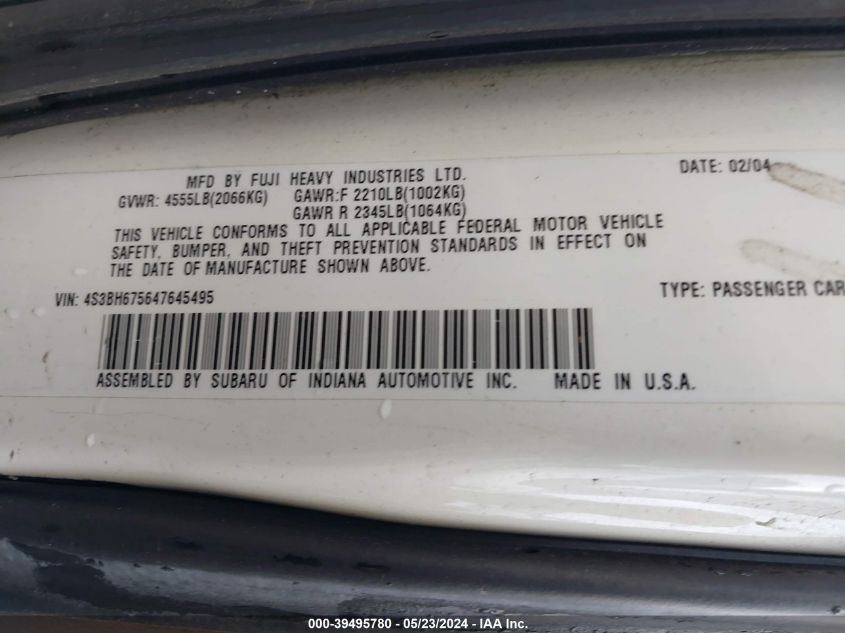 MFD BY FUJI HEAVY INDUSTRIES LTD.
DATE: 02/04
GVWR: 4555LB(2066KG)
GAWR:F 2210LB(1002KG)
GAWR R 2345LB(1064KG)
THIS VEHICLE CONFORMS TO ALL APPLICABLE FEDERAL MOTOR VEHICLE
SAFETY, BUMPER, AND THEFT PREVENTION STANDARDS IN EFFECT ON
THE DATE OF MANUFACTURE SHOWN ABOVE.
VIN: 4S3BH675647645495
TYPE: PASSENGER CAR
ASSEMBLED BY SUBARU OF INDIANA AUTOMOTIVE INC. MADE IN U.S.A.
000-39495780 - 05/23/2024 - IAA Inc.